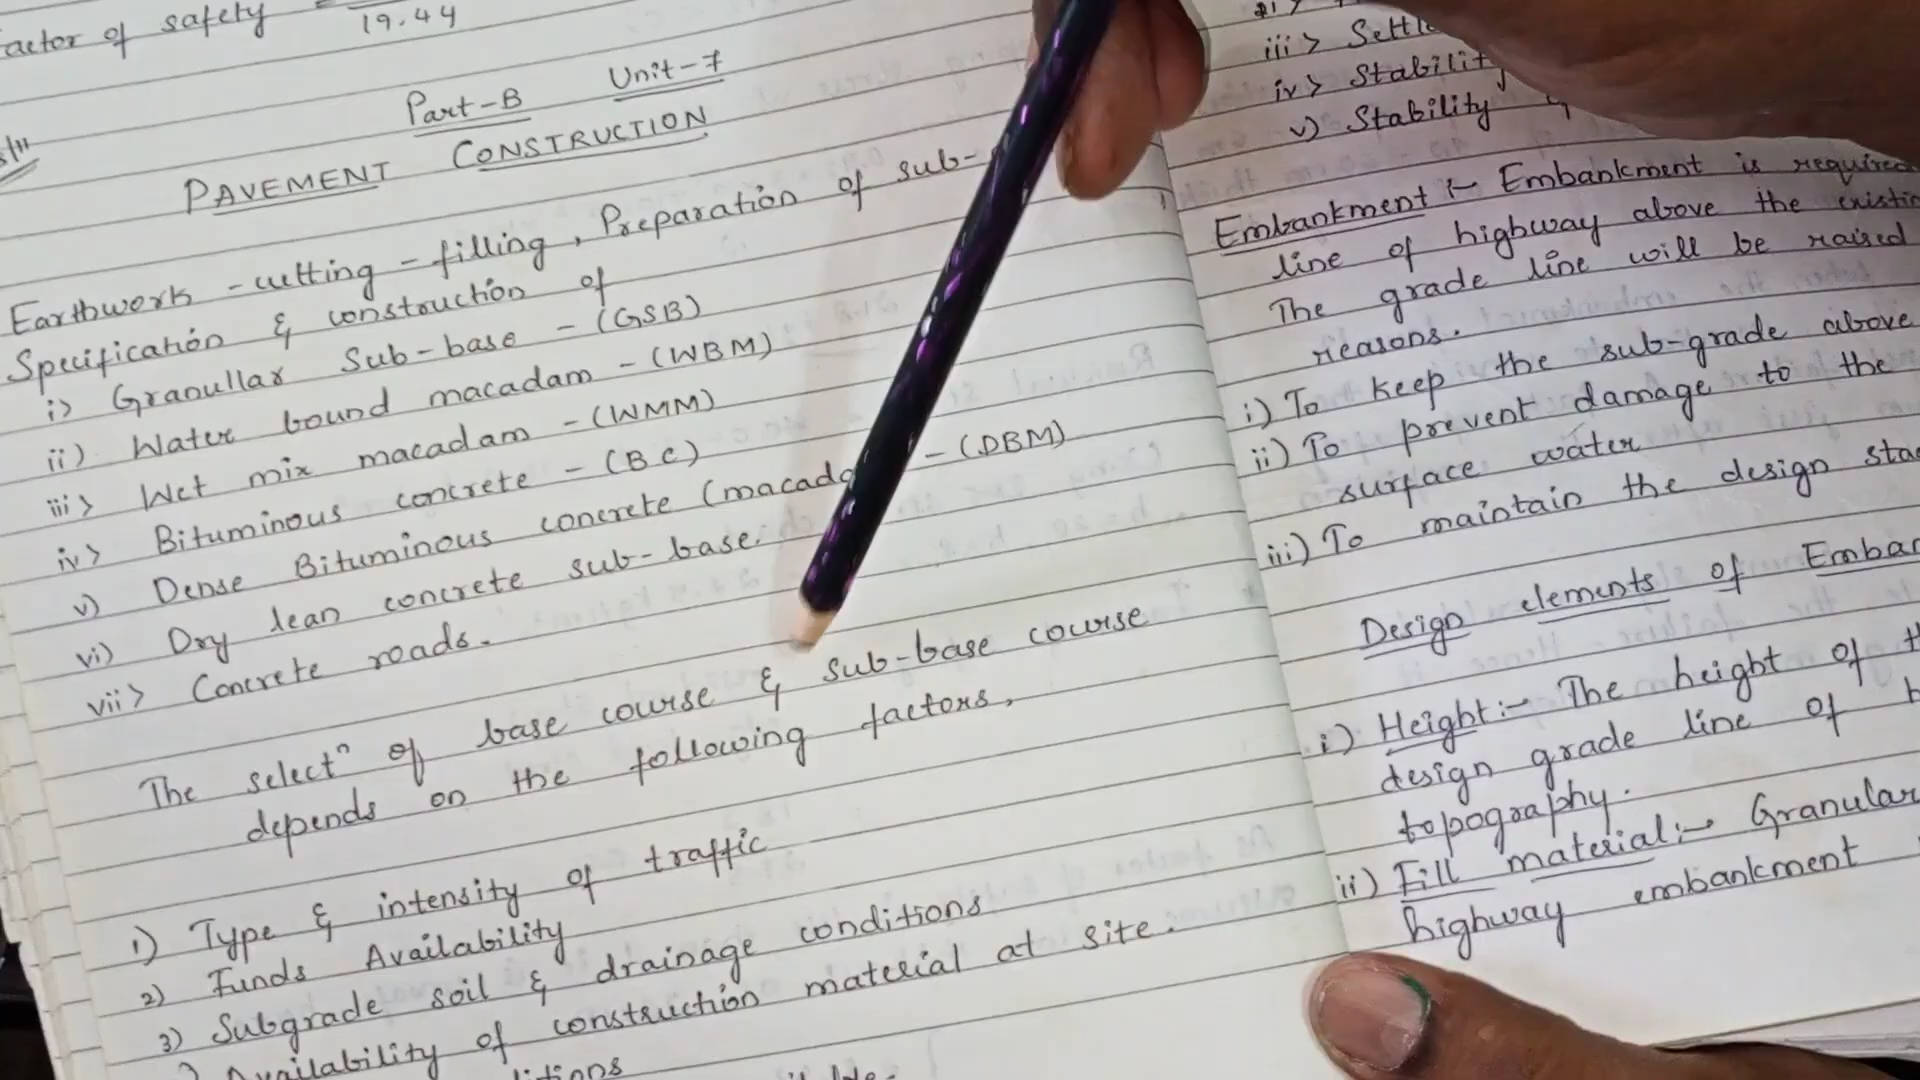 factor of safety =
19.44
Part-B Unit-7
PAVEMENT CONSTRUCTION
Earthwork - cutting - filling, Preparation of sub-
Specification & construction of
i> Granullar Sub-base - (GSB)
ii) Water bound macadam - (WBM)
iii> Wet mix macadam - (WMM)
iv> Bituminous concrete - (BC)
v) Dense Bituminous concrete (macada - (DBM)
vi) Dry lean concrete sub-base.
vii> Concrete roads.
The selectⁿ of base course & sub-base course
depends on the following factors,
1) Type & intensity of traffic
2) Funds Availability
3) Subgrade soil & drainage conditions
Availability of construction material at site.
iii> Settl
iv> Stability
v) Stability
Embankment :- Embankment is required
line of highway above the existin
The grade line will be raised
reasons.
i) To keep the sub-grade above
ii) To prevent damage to the
surface water
iii) To maintain the design sta
Design elements of Emban
i) Height :- The height of th
design grade line of h
topography.
ii) Fill material :- Granular
highway embankment